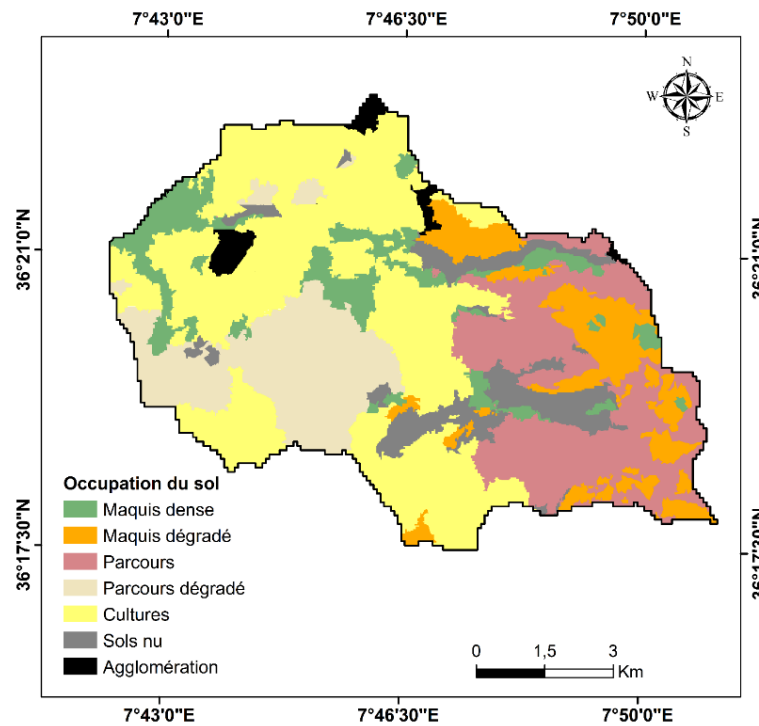 7°43'0"E 7°46'30"E 7°50'0"E
N
W E
S
36°21'0"N 36°21'0"N
Occupation du sol
Maquis dense
Maquis dégradé
Parcours
Parcours dégradé
Cultures
Sols nu
Agglomération
36°17'30"N 36°17'30"N
0 1,5 3
Km
7°43'0"E 7°46'30"E 7°50'0"E